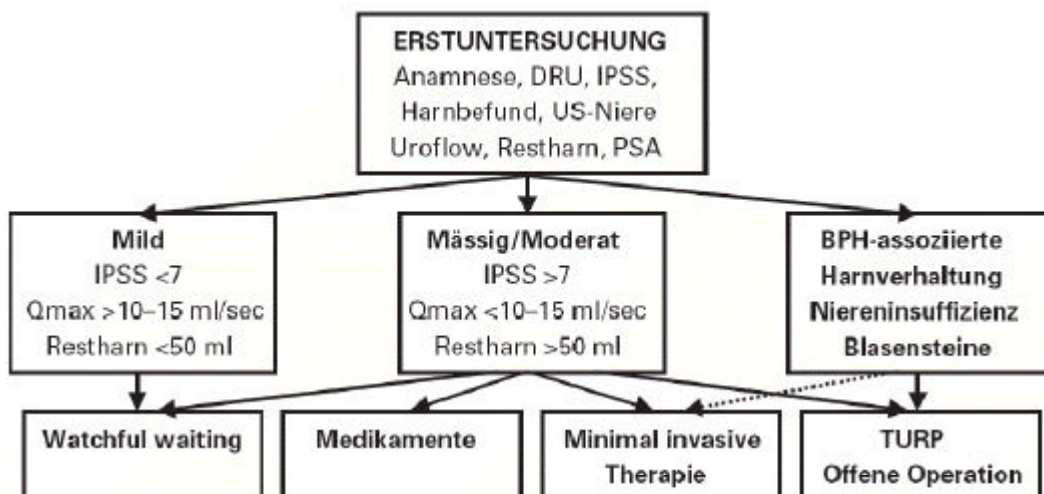 ERSTUNTERSUCHUNG
Anamnese, DRU, IPSS,
Harnbefund, US-Niere
Uroflow, Restharn, PSA
Mild
IPSS <7
Qmax >10–15 ml/sec
Restharn <50 ml
Mässig/Moderat
IPSS >7
Qmax <10–15 ml/sec
Restharn >50 ml
BPH-assoziierte
Harnverhaltung
Niereninsuffizienz
Blasensteine
Watchful waiting
Medikamente
Minimal invasive
Therapie
TURP
Offene Operation